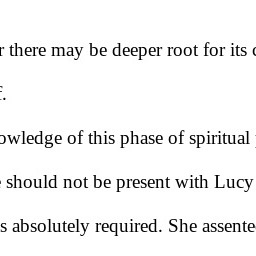 there may be deeper root for its
owledge of this phase of spiritual
should not be present with Lucy
s absolutely required. She assente